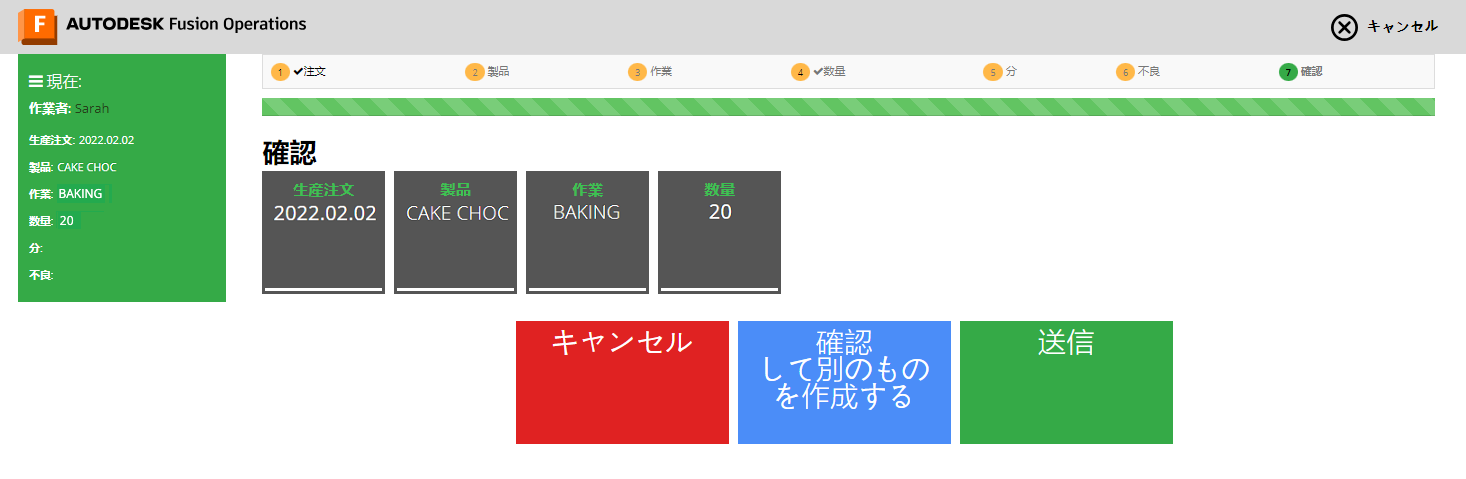 F AUTODESK Fusion Operations
キャンセル
現在:
作業者: Sarah
生産注文: 2022.02.02
製品: CAKE CHOC
作業: BAKING
数量: 20
分:
不良:
1 注文 2 製品 3 作業 4 数量 5 分 6 不良 7 確認
確認
生産注文
2022.02.02
製品
CAKE CHOC
作業
BAKING
数量
20
キャンセル
確認
して別のもの
を作成する
送信